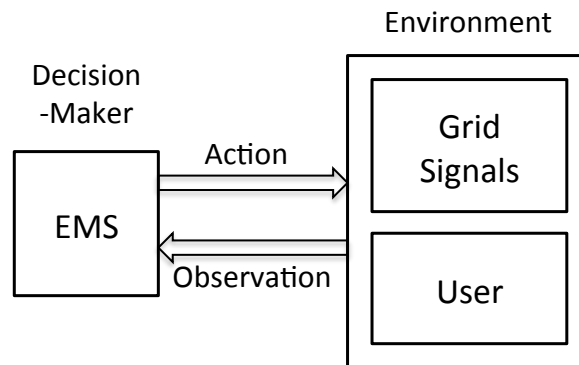 Environment
Decision
-Maker
Grid
Signals
Action
EMS
Observation
User